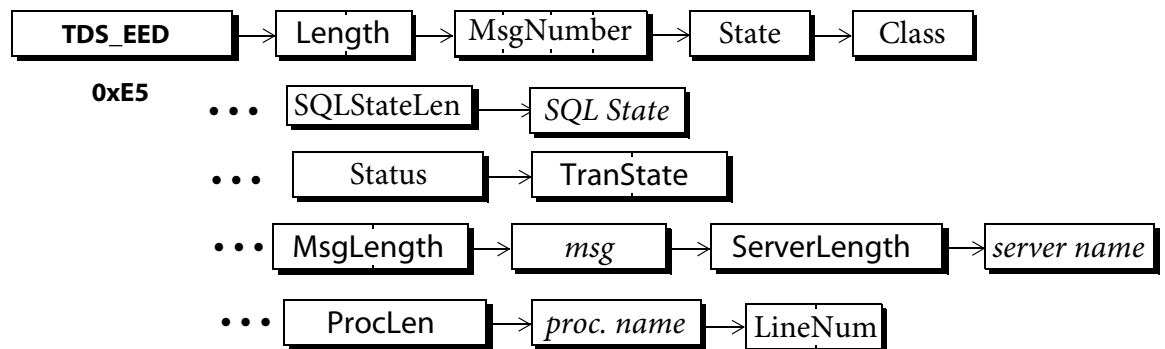 TDS_EED Length MsgNumber State Class
0xE5
••• SQLStateLen SQL State
••• Status TranState
••• MsgLength msg ServerLength server name
••• ProcLen proc. name LineNum